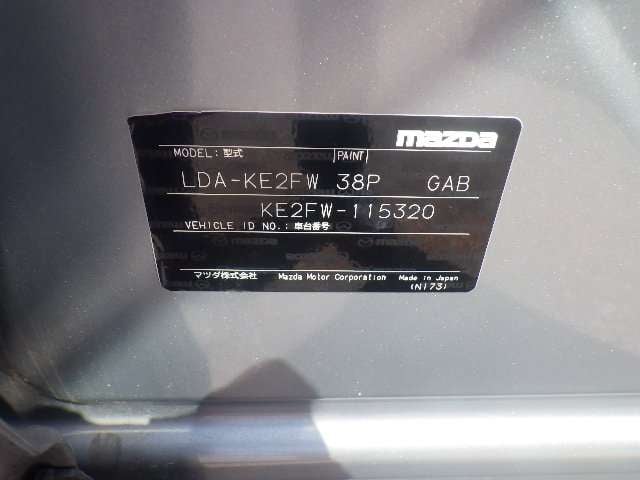 mazda
MODEL:型式 PAINT
LDA-KE2FW 38P GAB
KE2FW-115320
VEHICLE ID NO.:車台番号
マツダ株式会社 Mazda Motor Corporation Made in Japan
(N173)